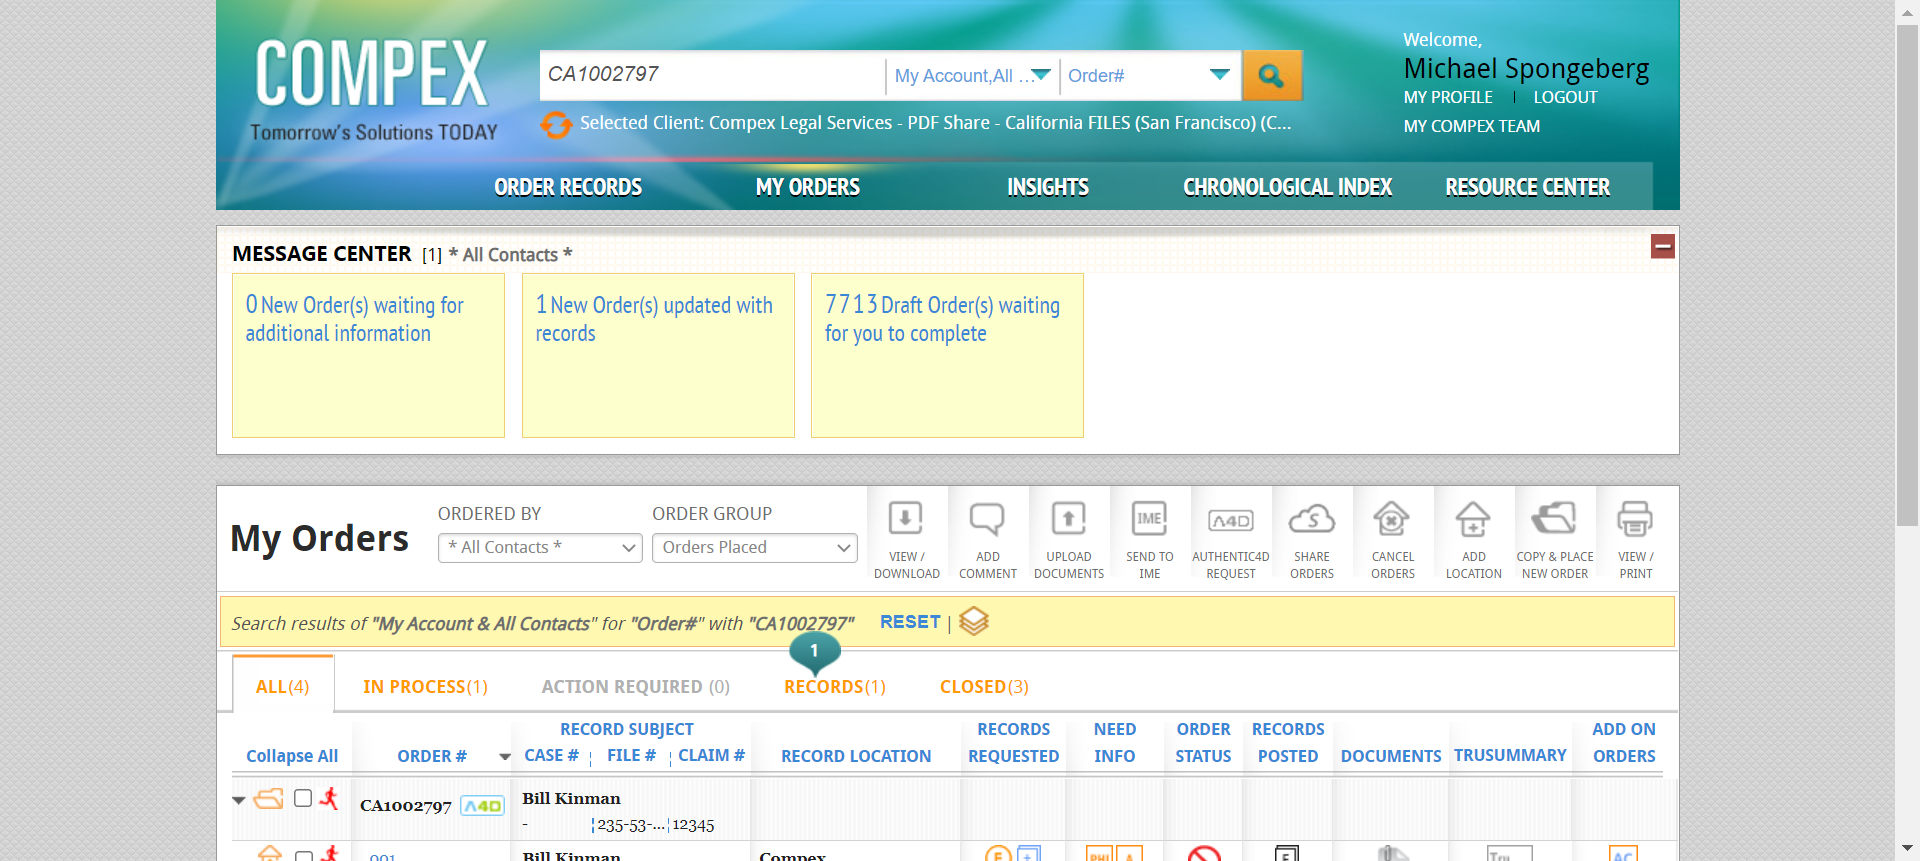 COMPEX
Tomorrow's Solutions TODAY
CA1002797
My Account,All ...
Order#
Selected Client: Compex Legal Services - PDF Share - California FILES (San Francisco) (C...
Welcome,
Michael Spongeberg
MY PROFILE | LOGOUT
MY COMPEX TEAM
ORDER RECORDS
MY ORDERS
INSIGHTS
CHRONOLOGICAL INDEX
RESOURCE CENTER
MESSAGE CENTER [1] * All Contacts *
0 New Order(s) waiting for
additional information
1 New Order(s) updated with
records
7713 Draft Order(s) waiting
for you to complete
My Orders
ORDERED BY
* All Contacts *
ORDER GROUP
Orders Placed
VIEW /
DOWNLOAD
ADD
COMMENT
UPLOAD
DOCUMENTS
IME
SEND TO
IME
A4D
AUTHENTIC4D
REQUEST
S
SHARE
ORDERS
CANCEL
ORDERS
ADD
LOCATION
COPY & PLACE
NEW ORDER
VIEW /
PRINT
Search results of "My Account & All Contacts" for "Order#" with "CA1002797"
RESET |
1
ALL(4)
IN PROCESS(1)
ACTION REQUIRED (0)
RECORDS(1)
CLOSED(3)
Collapse All
ORDER #
RECORD SUBJECT
CASE # ¦ FILE # ¦ CLAIM #
RECORD LOCATION
RECORDS
REQUESTED
NEED
INFO
ORDER
STATUS
RECORDS
POSTED
DOCUMENTS
TRUSUMMARY
ADD ON
ORDERS
CA1002797
A4D
Bill Kinman
- ¦ 235-53-... ¦ 12345
001
Bill Kinman
Compex
E
PHI
A
E
Tru
AC